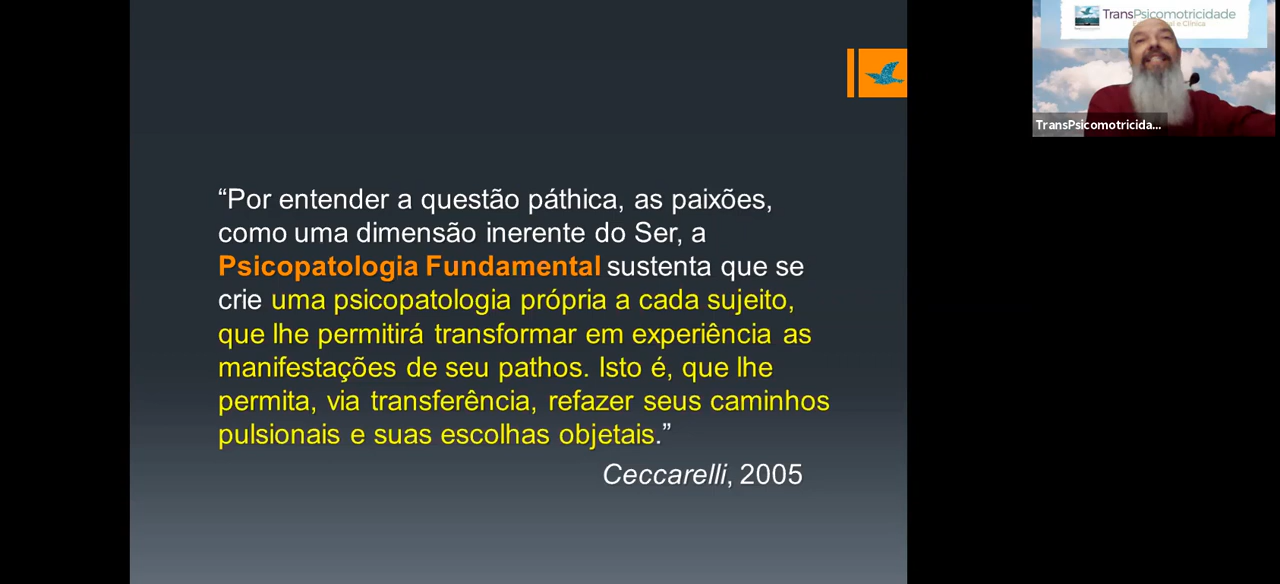 “Por entender a questão páthica, as paixões,
como uma dimensão inerente do Ser, a
Psicopatologia Fundamental sustenta que se
crie uma psicopatologia própria a cada sujeito,
que lhe permitirá transformar em experiência as
manifestações de seu pathos. Isto é, que lhe
permita, via transferência, refazer seus caminhos
pulsionais e suas escolhas objetais.”
Ceccarelli, 2005
TransPsicomotricidade
e Clínica
TransPsicomotricida...